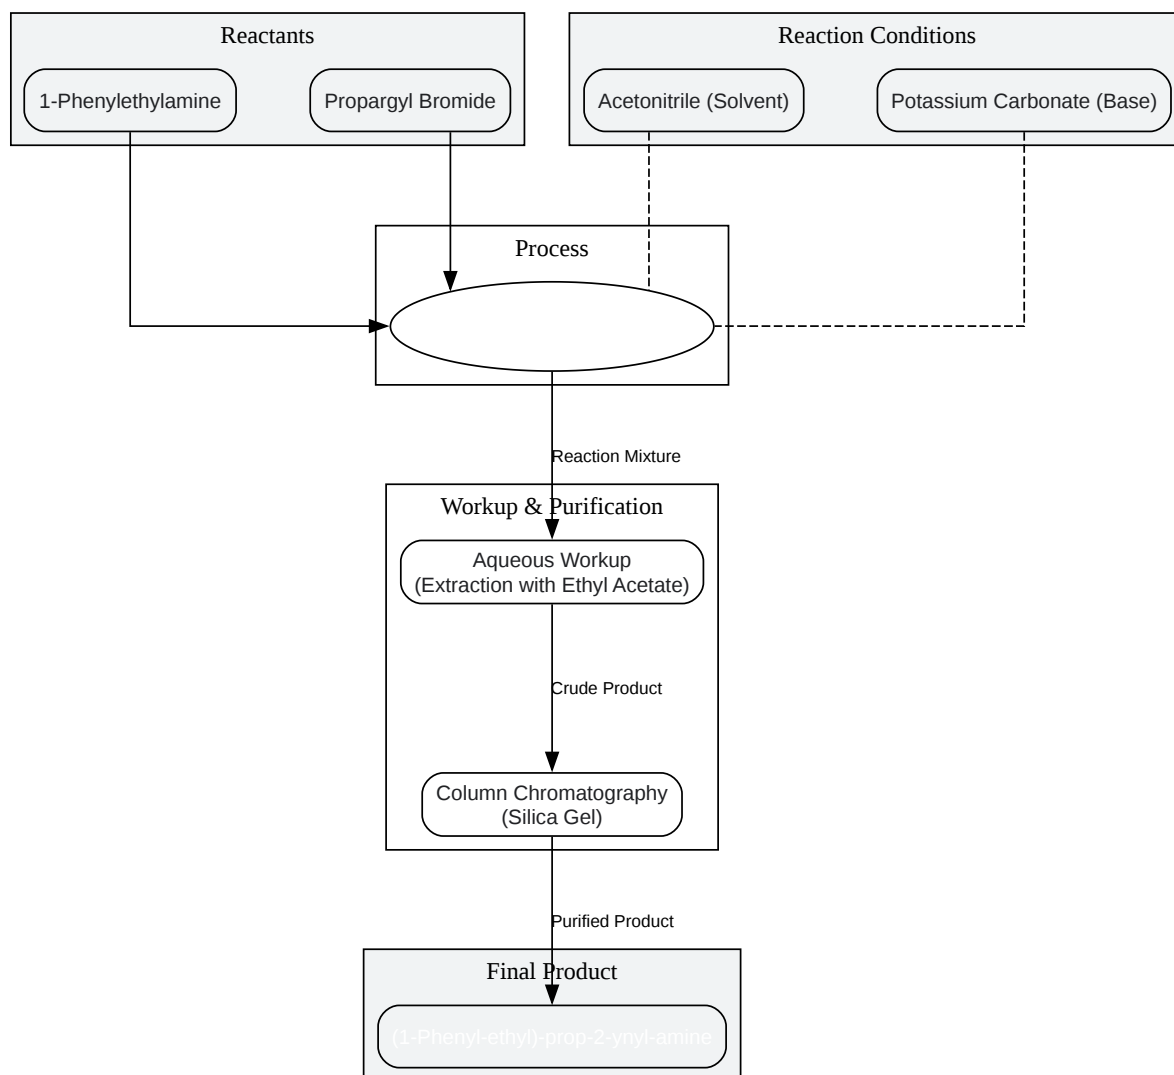 Reactants
Reaction Conditions
1-Phenylethylamine
Propargyl Bromide
Acetonitrile (Solvent)
Potassium Carbonate (Base)
Process
Reaction Mixture
Workup & Purification
Aqueous Workup
(Extraction with Ethyl Acetate)
Crude Product
Column Chromatography
(Silica Gel)
Purified Product
Final Product
(1-Phenyl-ethyl)-prop-2-ynyl-amine